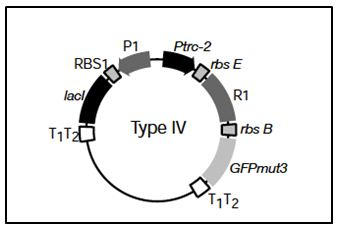 P1
Ptrc-2
RBS1
rbs E
lacI
R1
Type IV
T1T2
rbs B
GFPmut3
T1T2